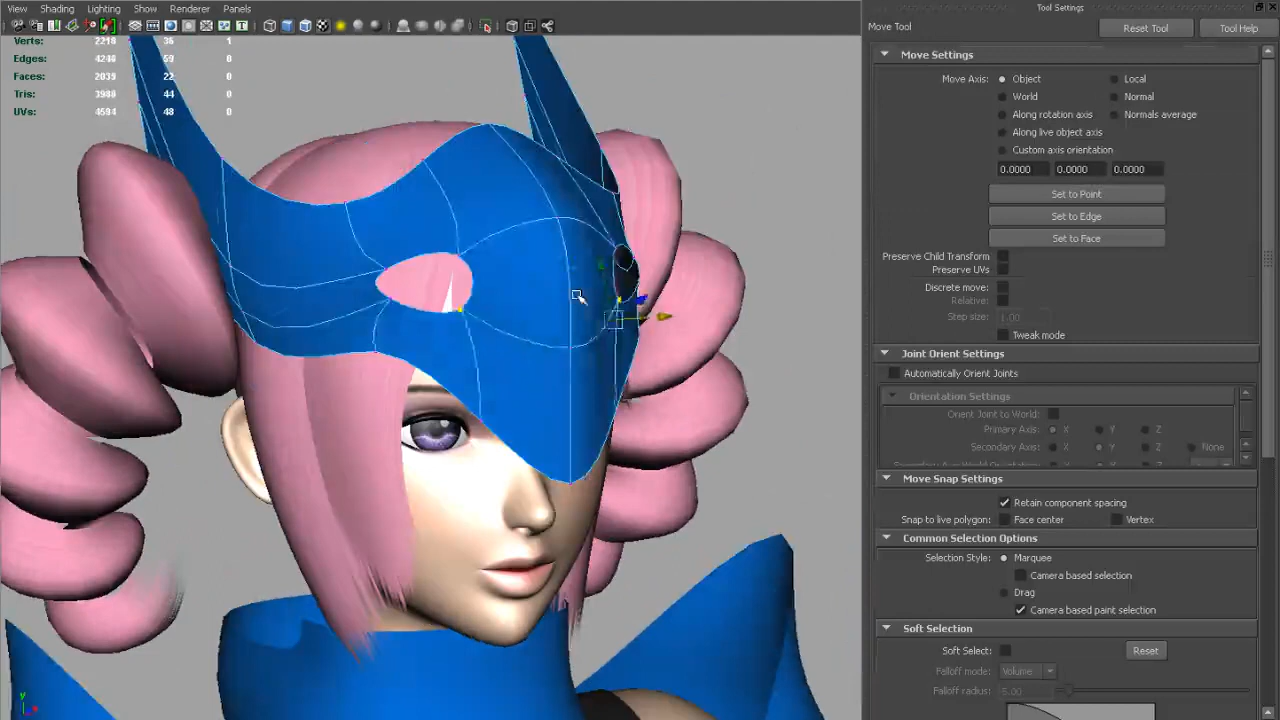 View Shading Lighting Show Renderer Panels
Tool Settings
Move Tool Reset Tool Tool Help
Verts: 2210 36 1
Edges: 4240 59 0
Faces: 2039 22 0
Tris: 3988 44 0
UVs: 4594 48 0
Move Settings
Move Axis: Object Local
World Normal
Along rotation axis Normals average
Along live object axis
Custom axis orientation
0.0000 0.0000 0.0000
Set to Point
Set to Edge
Set to Face
Preserve Child Transform
Preserve UVs
Discrete move:
Relative:
Step size: 1.00
Tweak mode
Joint Orient Settings
Automatically Orient Joints
Orientation Settings
Orient Joint to World:
Primary Axis: X Y Z
Secondary Axis: X Y Z None
Move Snap Settings
Retain component spacing
Snap to live polygon: Face center Vertex
Common Selection Options
Selection Style: Marquee
Camera based selection
Drag
Camera based paint selection
Soft Selection
Soft Select: Reset
Falloff mode: Volume
Falloff radius: 5.00
y